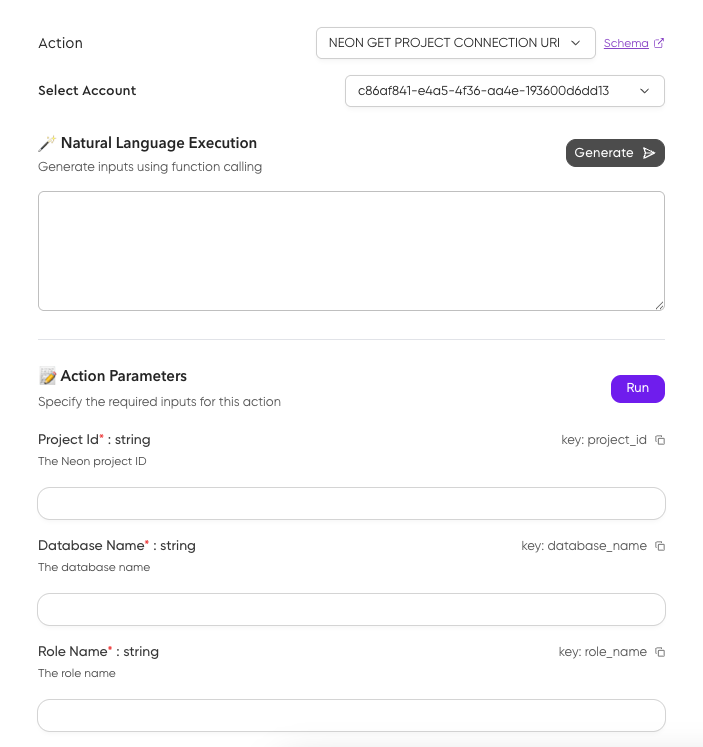 Action
NEON GET PROJECT CONNECTION URI
Schema
Select Account
c86af841-e4a5-4f36-aa4e-193600d6dd13
Natural Language Execution
Generate inputs using function calling
Generate
Action Parameters
Specify the required inputs for this action
Run
Project Id* : string
key: project_id
The Neon project ID
Database Name* : string
key: database_name
The database name
Role Name* : string
key: role_name
The role name